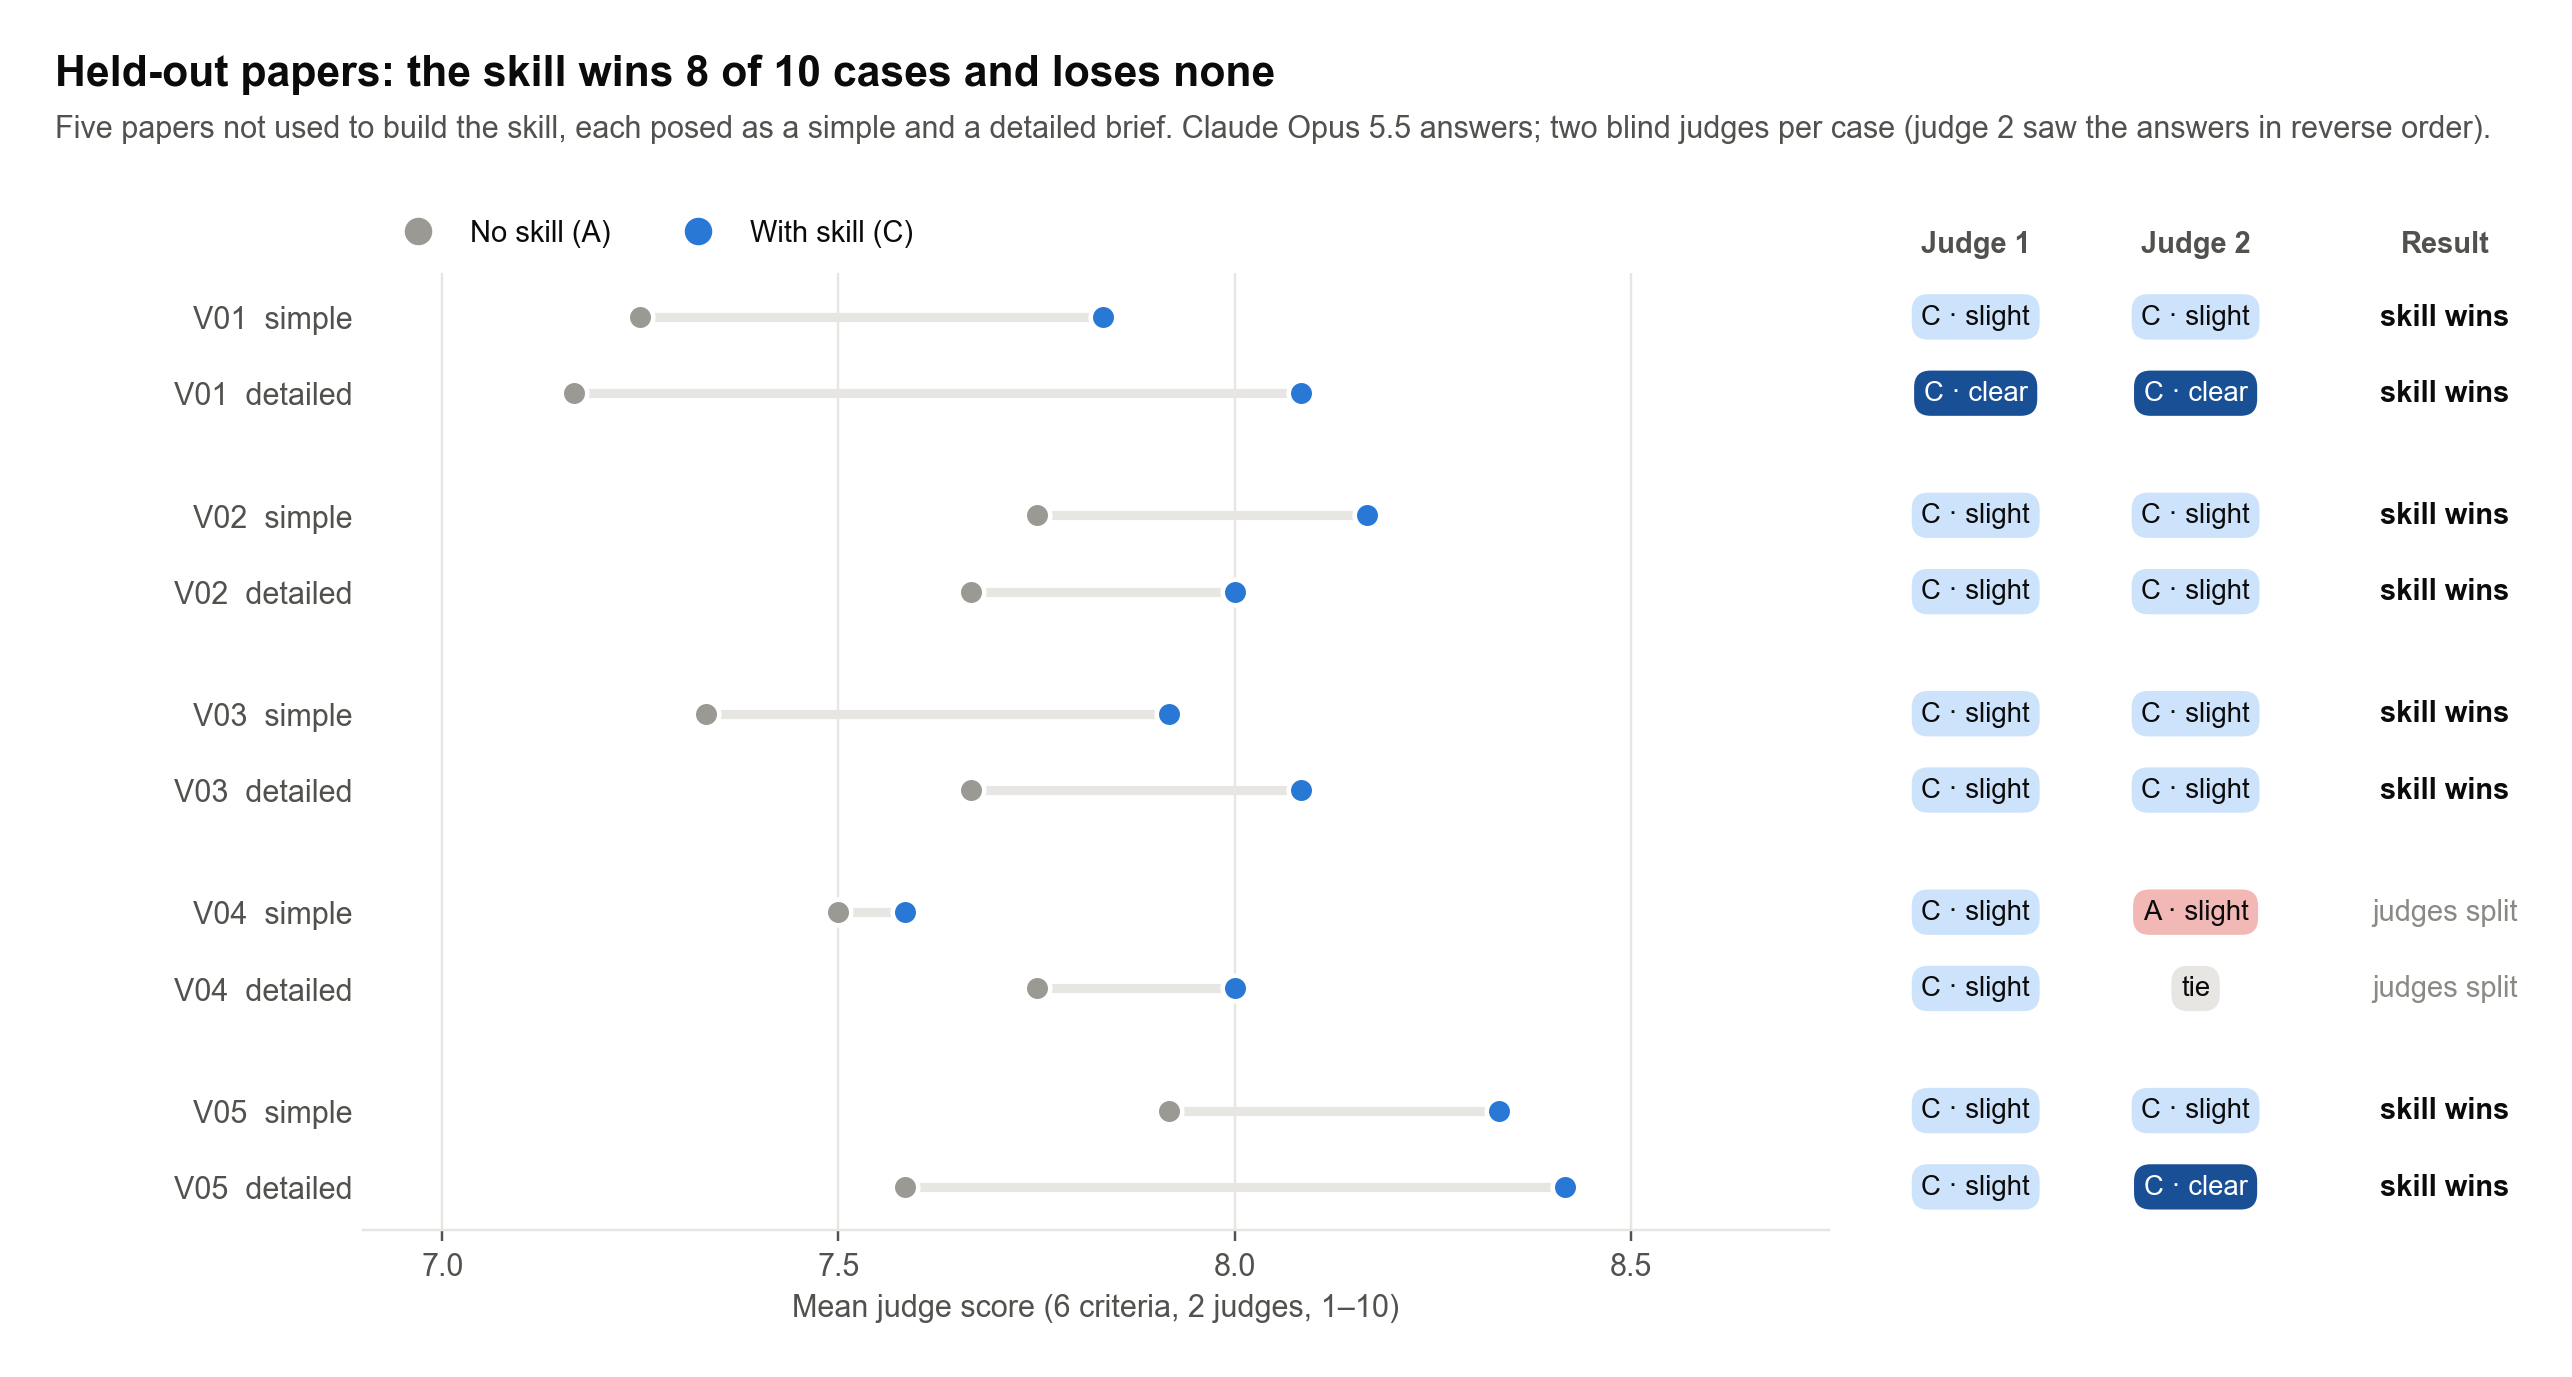 Held-out papers: the skill wins 8 of 10 cases and loses none
Five papers not used to build the skill, each posed as a simple and a detailed brief. Claude Opus 5.5 answers; two blind judges per case (judge 2 saw the answers in reverse order).
No skill (A) With skill (C)
Judge 1 Judge 2 Result
V01 simple C · slight C · slight skill wins
V01 detailed C · clear C · clear skill wins
V02 simple C · slight C · slight skill wins
V02 detailed C · slight C · slight skill wins
V03 simple C · slight C · slight skill wins
V03 detailed C · slight C · slight skill wins
V04 simple C · slight A · slight judges split
V04 detailed C · slight tie judges split
V05 simple C · slight C · slight skill wins
V05 detailed C · slight C · clear skill wins
7.0 7.5 8.0 8.5
Mean judge score (6 criteria, 2 judges, 1–10)